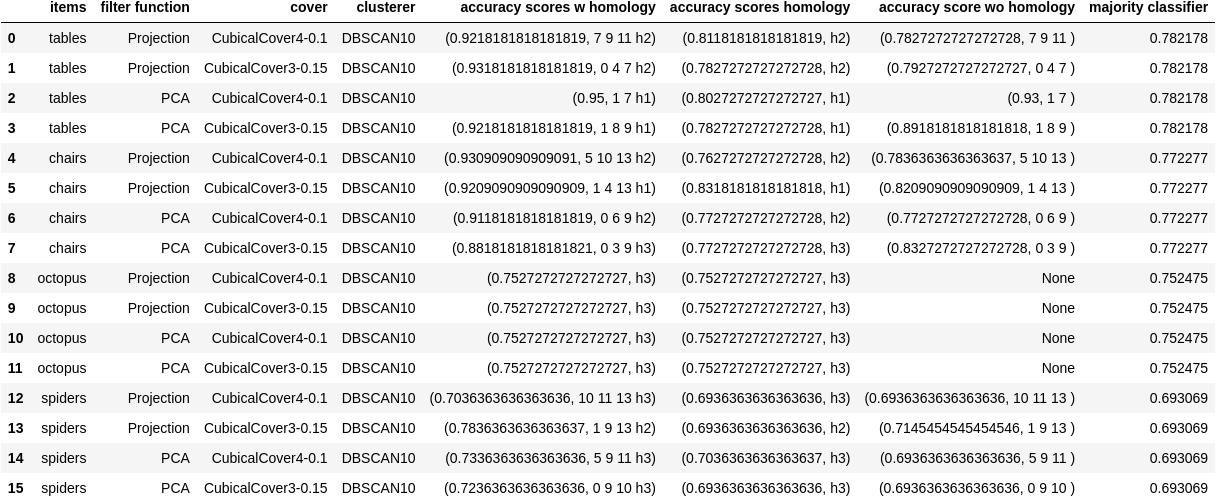 items filter function cover clusterer accuracy scores w homology accuracy scores homology accuracy score wo homology majority classifier
0 tables Projection CubicalCover4-0.1 DBSCAN10 (0.9218181818181819, 7 9 11 h2) (0.8118181818181819, h2) (0.7827272727272728, 7 9 11 ) 0.782178
1 tables Projection CubicalCover3-0.15 DBSCAN10 (0.9318181818181819, 0 4 7 h2) (0.7827272727272728, h2) (0.7927272727272727, 0 4 7 ) 0.782178
2 tables PCA CubicalCover4-0.1 DBSCAN10 (0.95, 1 7 h1) (0.8027272727272727, h1) (0.93, 1 7 ) 0.782178
3 tables PCA CubicalCover3-0.15 DBSCAN10 (0.9218181818181819, 1 8 9 h1) (0.7827272727272728, h1) (0.8918181818181818, 1 8 9 ) 0.782178
4 chairs Projection CubicalCover4-0.1 DBSCAN10 (0.930909090909091, 5 10 13 h2) (0.7627272727272728, h2) (0.7836363636363637, 5 10 13 ) 0.772277
5 chairs Projection CubicalCover3-0.15 DBSCAN10 (0.9209090909090909, 1 4 13 h1) (0.8318181818181818, h1) (0.8209090909090909, 1 4 13 ) 0.772277
6 chairs PCA CubicalCover4-0.1 DBSCAN10 (0.9118181818181819, 0 6 9 h2) (0.7727272727272728, h2) (0.7727272727272728, 0 6 9 ) 0.772277
7 chairs PCA CubicalCover3-0.15 DBSCAN10 (0.8818181818181821, 0 3 9 h3) (0.7727272727272728, h3) (0.8327272727272728, 0 3 9 ) 0.772277
8 octopus Projection CubicalCover4-0.1 DBSCAN10 (0.7527272727272727, h3) (0.7527272727272727, h3) None 0.752475
9 octopus Projection CubicalCover3-0.15 DBSCAN10 (0.7527272727272727, h3) (0.7527272727272727, h3) None 0.752475
10 octopus PCA CubicalCover4-0.1 DBSCAN10 (0.7527272727272727, h3) (0.7527272727272727, h3) None 0.752475
11 octopus PCA CubicalCover3-0.15 DBSCAN10 (0.7527272727272727, h3) (0.7527272727272727, h3) None 0.752475
12 spiders Projection CubicalCover4-0.1 DBSCAN10 (0.7036363636363636, 10 11 13 h3) (0.6936363636363636, h3) (0.6936363636363636, 10 11 13 ) 0.693069
13 spiders Projection CubicalCover3-0.15 DBSCAN10 (0.7836363636363637, 1 9 13 h2) (0.6936363636363636, h2) (0.7145454545454546, 1 9 13 ) 0.693069
14 spiders PCA CubicalCover4-0.1 DBSCAN10 (0.7336363636363636, 5 9 11 h3) (0.7036363636363637, h3) (0.6936363636363636, 5 9 11 ) 0.693069
15 spiders PCA CubicalCover3-0.15 DBSCAN10 (0.7236363636363636, 0 9 10 h3) (0.6936363636363636, h3) (0.6936363636363636, 0 9 10 ) 0.693069